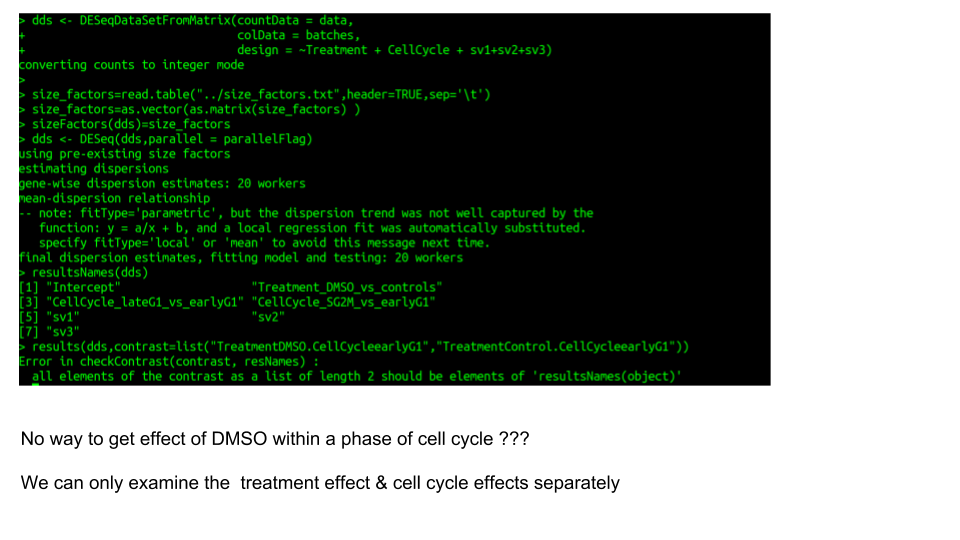 > dds <- DESeqDataSetFromMatrix(countData = data,
+                               colData = batches,
+                               design = ~Treatment + CellCycle + sv1+sv2+sv3)
converting counts to integer mode
>
> size_factors=read.table("../size_factors.txt",header=TRUE,sep='\t')
> size_factors=as.vector(as.matrix(size_factors) )
> sizeFactors(dds)=size_factors
> dds <- DESeq(dds,parallel = parallelFlag)
using pre-existing size factors
estimating dispersions
gene-wise dispersion estimates: 20 workers
mean-dispersion relationship
-- note: fitType='parametric', but the dispersion trend was not well captured by the
   function: y = a/x + b, and a local regression fit was automatically substituted.
   specify fitType='local' or 'mean' to avoid this message next time.
final dispersion estimates, fitting model and testing: 20 workers
> resultsNames(dds)
[1] "Intercept"                    "Treatment_DMSO_vs_controls"
[3] "CellCycle_lateG1_vs_earlyG1" "CellCycle_SG2M_vs_earlyG1"
[5] "sv1"                          "sv2"
[7] "sv3"
> results(dds,contrast=list("TreatmentDMSO.CellCycleearlyG1","TreatmentControl.CellCycleearlyG1"))
Error in checkContrast(contrast, resNames) :
  all elements of the contrast as a list of length 2 should be elements of 'resultsNames(object)'
No way to get effect of DMSO within a phase of cell cycle ???
We can only examine the  treatment effect & cell cycle effects separately